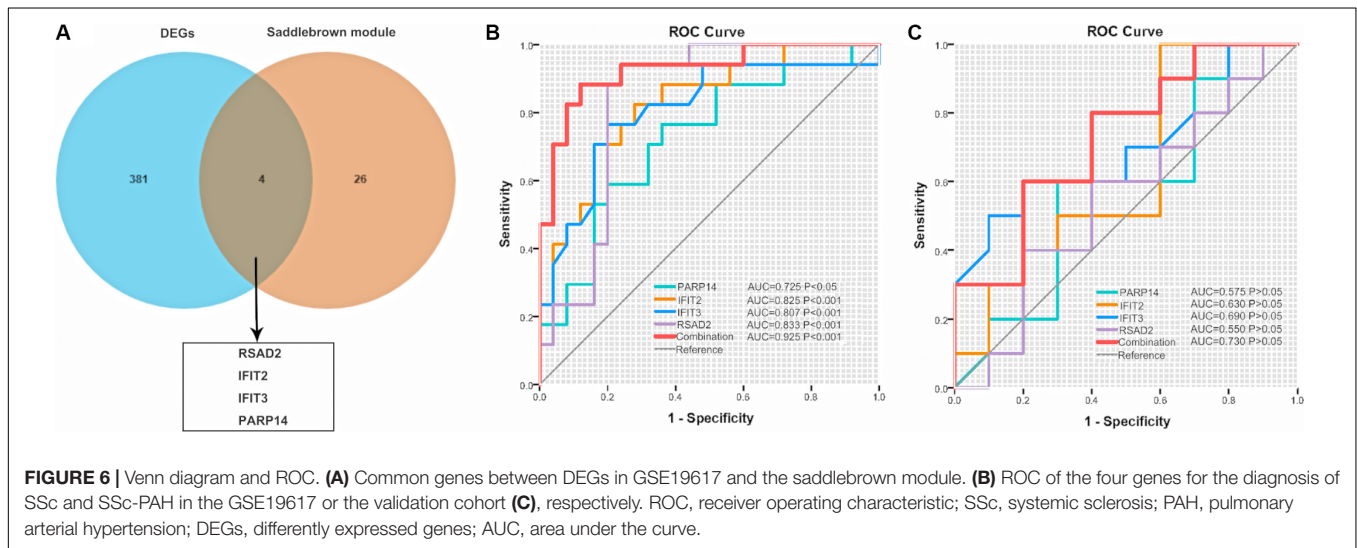 A
DEGs
Saddlebrown module
381
4
26
RSAD2
IFIT2
IFIT3
PARP14
B
ROC Curve
Sensitivity
1.0
0.8
0.6
0.4
0.2
0.0
0.0 0.2 0.4 0.6 0.8 1.0
1 - Specificity
PARP14 AUC=0.725 P<0.05
IFIT2 AUC=0.825 P<0.001
IFIT3 AUC=0.807 P<0.001
RSAD2 AUC=0.833 P<0.001
Combination AUC=0.925 P<0.001
Reference
C
ROC Curve
Sensitivity
1.0
0.8
0.6
0.4
0.2
0.0
0.0 0.2 0.4 0.6 0.8 1.0
1 - Specificity
PARP14 AUC=0.575 P>0.05
IFIT2 AUC=0.630 P>0.05
IFIT3 AUC=0.690 P>0.05
RSAD2 AUC=0.550 P>0.05
Combination AUC=0.730 P>0.05
Reference
FIGURE 6 | Venn diagram and ROC. (A) Common genes between DEGs in GSE19617 and the saddlebrown module. (B) ROC of the four genes for the diagnosis of
SSc and SSc-PAH in the GSE19617 or the validation cohort (C), respectively. ROC, receiver operating characteristic; SSc, systemic sclerosis; PAH, pulmonary
arterial hypertension; DEGs, differently expressed genes; AUC, area under the curve.